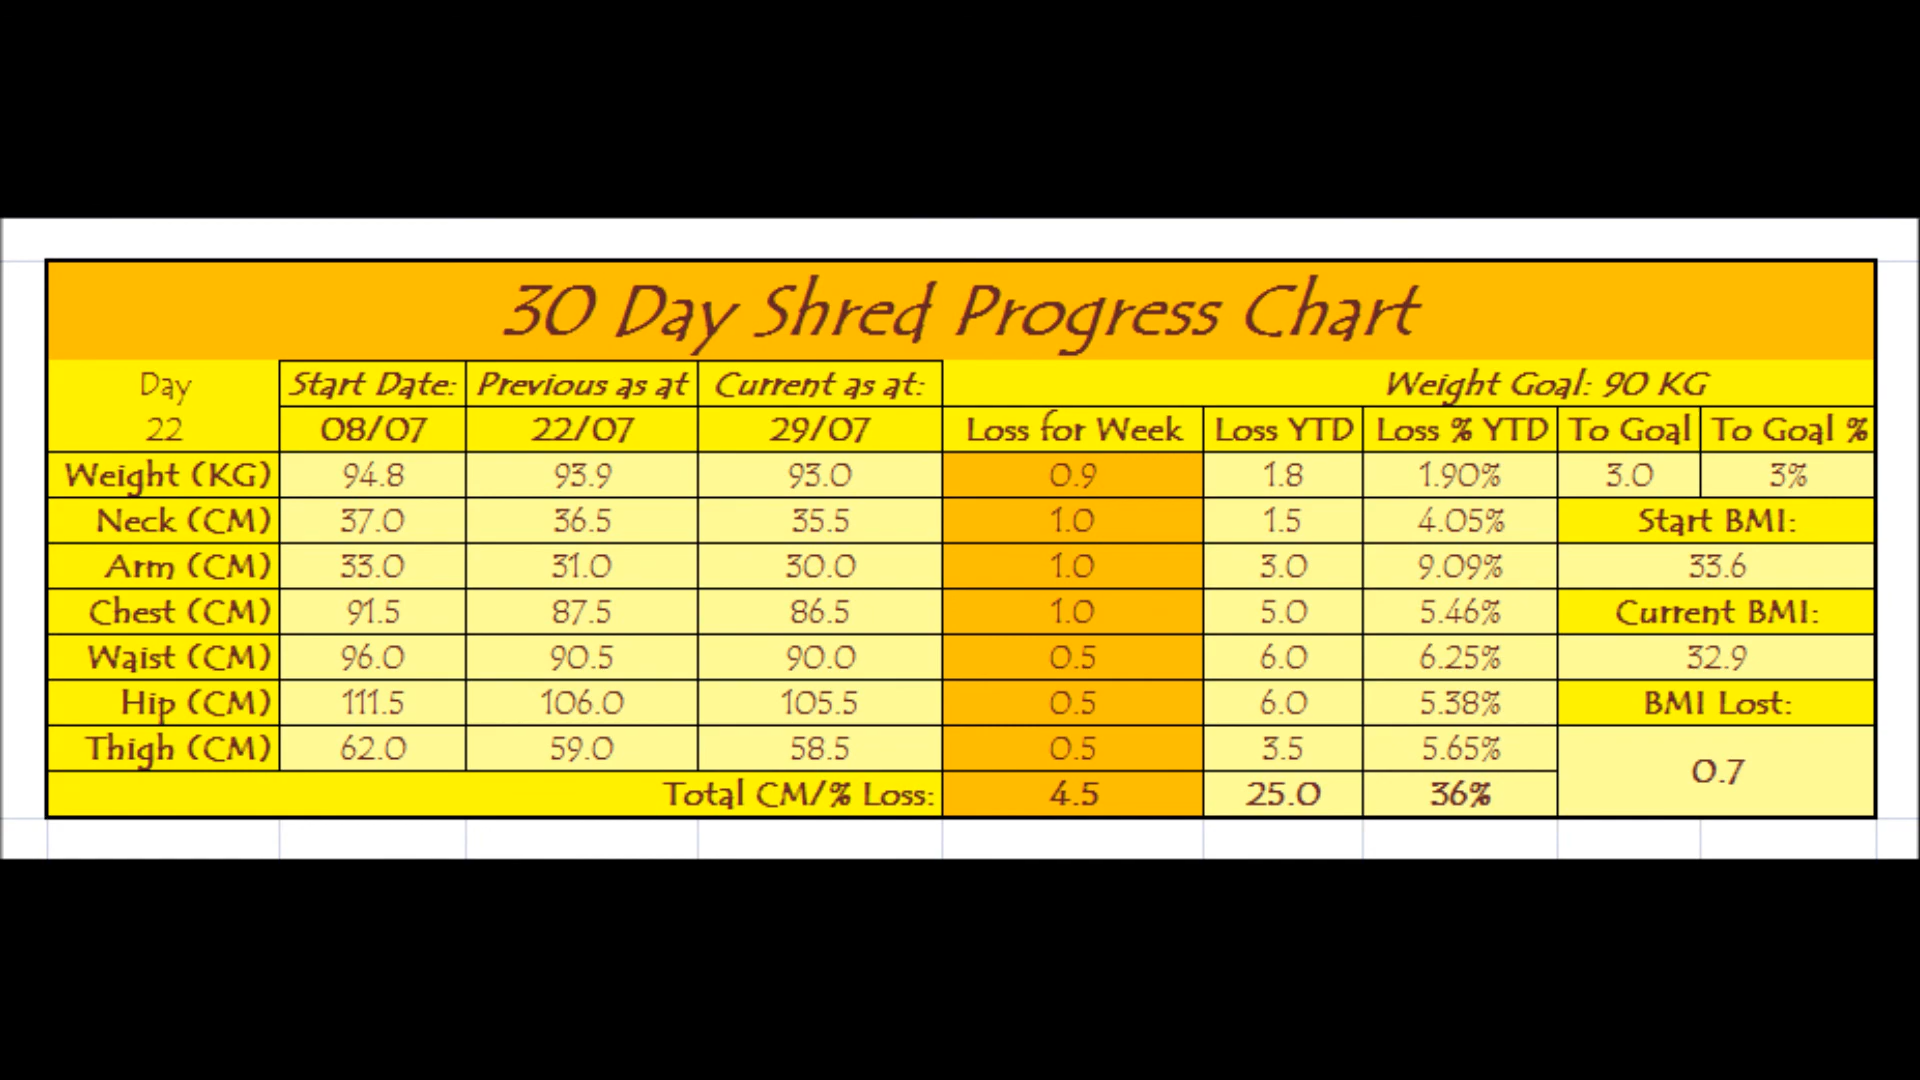 30 Day Shred Progress Chart
Day Start Date: Previous as at Current as at: Weight Goal: 90 KG
22 08/07 22/07 29/07 Loss for Week Loss YTD Loss % YTD To Goal To Goal %
Weight (KG) 94.8 93.9 93.0 0.9 1.8 1.90% 3.0 3%
Neck (CM) 37.0 36.5 35.5 1.0 1.5 4.05% Start BMI:
Arm (CM) 33.0 31.0 30.0 1.0 3.0 9.09% 33.6
Chest (CM) 91.5 87.5 86.5 1.0 5.0 5.46% Current BMI:
Waist (CM) 96.0 90.5 90.0 0.5 6.0 6.25% 32.9
Hip (CM) 111.5 106.0 105.5 0.5 6.0 5.38% BMI Lost:
Thigh (CM) 62.0 59.0 58.5 0.5 3.5 5.65% 0.7
Total CM/% Loss: 4.5 25.0 36%